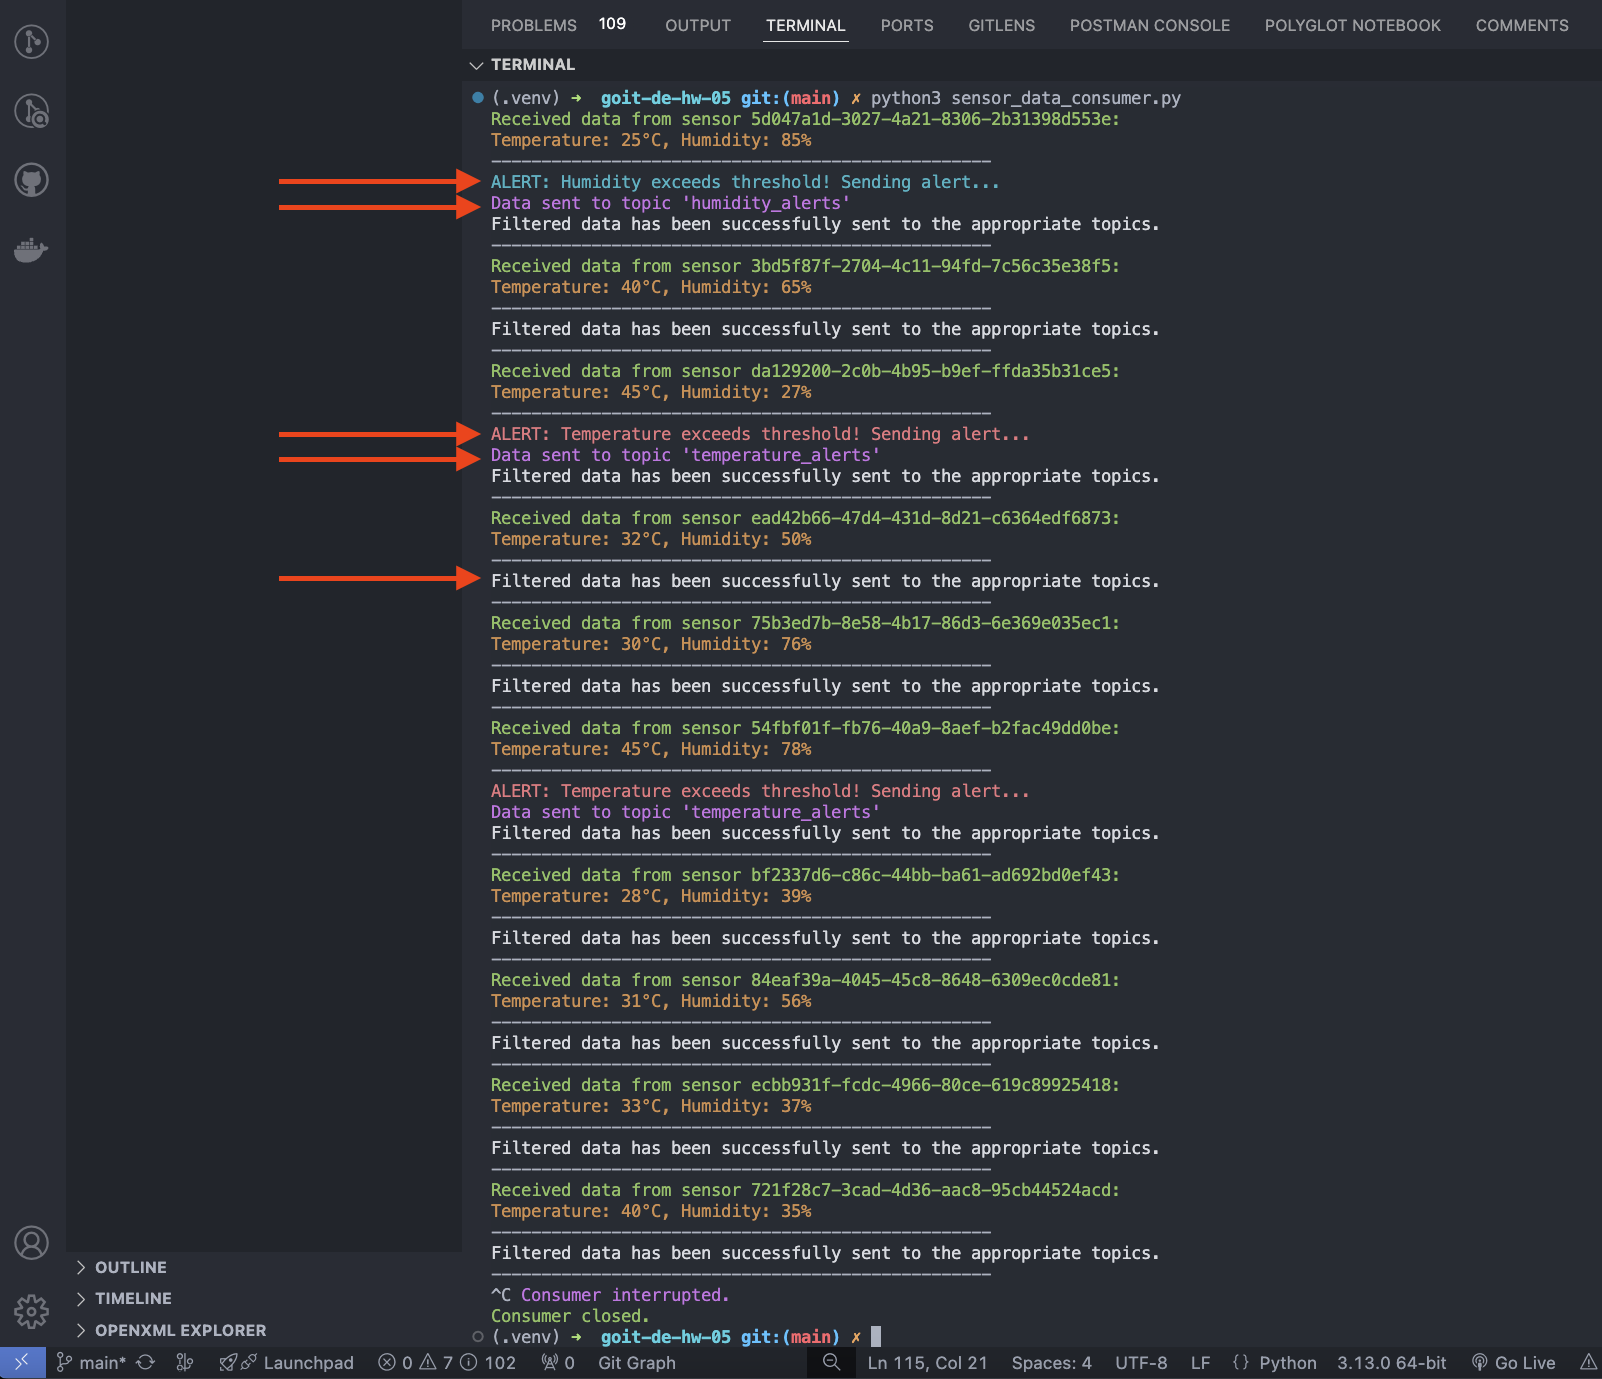 PROBLEMS 109 OUTPUT TERMINAL PORTS GITLENS POSTMAN CONSOLE POLYGLOT NOTEBOOK COMMENTS
TERMINAL
(.venv) → goit-de-hw-05 git:(main) ✗ python3 sensor_data_consumer.py
Received data from sensor 5d047a1d-3027-4a21-8306-2b31398d553e:
Temperature: 25°C, Humidity: 85%
--------------------------------------------------
ALERT: Humidity exceeds threshold! Sending alert...
Data sent to topic 'humidity_alerts'
Filtered data has been successfully sent to the appropriate topics.
--------------------------------------------------
Received data from sensor 3bd5f87f-2704-4c11-94fd-7c56c35e38f5:
Temperature: 40°C, Humidity: 65%
--------------------------------------------------
Filtered data has been successfully sent to the appropriate topics.
--------------------------------------------------
Received data from sensor da129200-2c0b-4b95-b9ef-ffda35b31ce5:
Temperature: 45°C, Humidity: 27%
--------------------------------------------------
ALERT: Temperature exceeds threshold! Sending alert...
Data sent to topic 'temperature_alerts'
Filtered data has been successfully sent to the appropriate topics.
--------------------------------------------------
Received data from sensor ead42b66-47d4-431d-8d21-c6364edf6873:
Temperature: 32°C, Humidity: 50%
--------------------------------------------------
Filtered data has been successfully sent to the appropriate topics.
--------------------------------------------------
Received data from sensor 75b3ed7b-8e58-4b17-86d3-6e369e035ec1:
Temperature: 30°C, Humidity: 76%
--------------------------------------------------
Filtered data has been successfully sent to the appropriate topics.
--------------------------------------------------
Received data from sensor 54fbf01f-fb76-40a9-8aef-b2fac49dd0be:
Temperature: 45°C, Humidity: 78%
--------------------------------------------------
ALERT: Temperature exceeds threshold! Sending alert...
Data sent to topic 'temperature_alerts'
Filtered data has been successfully sent to the appropriate topics.
--------------------------------------------------
Received data from sensor bf2337d6-c86c-44bb-ba61-ad692bd0ef43:
Temperature: 28°C, Humidity: 39%
--------------------------------------------------
Filtered data has been successfully sent to the appropriate topics.
--------------------------------------------------
Received data from sensor 84eaf39a-4045-45c8-8648-6309ec0cde81:
Temperature: 31°C, Humidity: 56%
--------------------------------------------------
Filtered data has been successfully sent to the appropriate topics.
--------------------------------------------------
Received data from sensor ecbb931f-fcdc-4966-80ce-619c89925418:
Temperature: 33°C, Humidity: 37%
--------------------------------------------------
Filtered data has been successfully sent to the appropriate topics.
--------------------------------------------------
Received data from sensor 721f28c7-3cad-4d36-aac8-95cb44524acd:
Temperature: 40°C, Humidity: 35%
--------------------------------------------------
Filtered data has been successfully sent to the appropriate topics.
--------------------------------------------------
^C Consumer interrupted.
Consumer closed.
(.venv) → goit-de-hw-05 git:(main) ✗
OUTLINE
TIMELINE
OPENXML EXPLORER
main* Launchpad 0 7 102 0 Git Graph Ln 115, Col 21 Spaces: 4 UTF-8 LF {} Python 3.13.0 64-bit Go Live